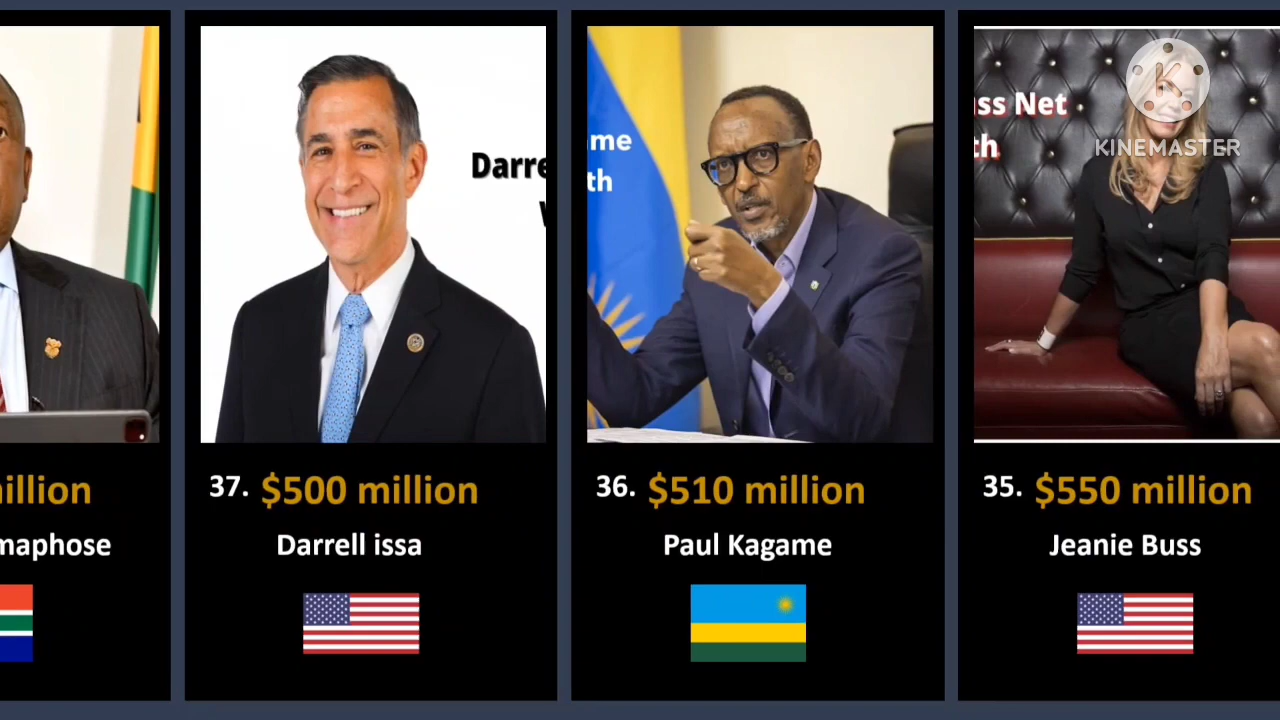 Darre
me
th
ss Net
th
KINEMASTER
illion
37. $500 million
36. $510 million
35. $550 million
maphose
Darrell issa
Paul Kagame
Jeanie Buss